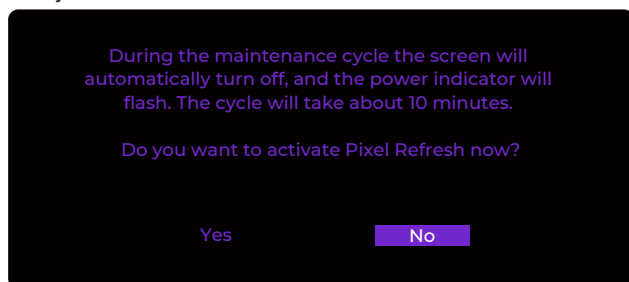 During the maintenance cycle the screen will
automatically turn off, and the power indicator will
flash. The cycle will take about 10 minutes.
Do you want to activate Pixel Refresh now?
Yes No